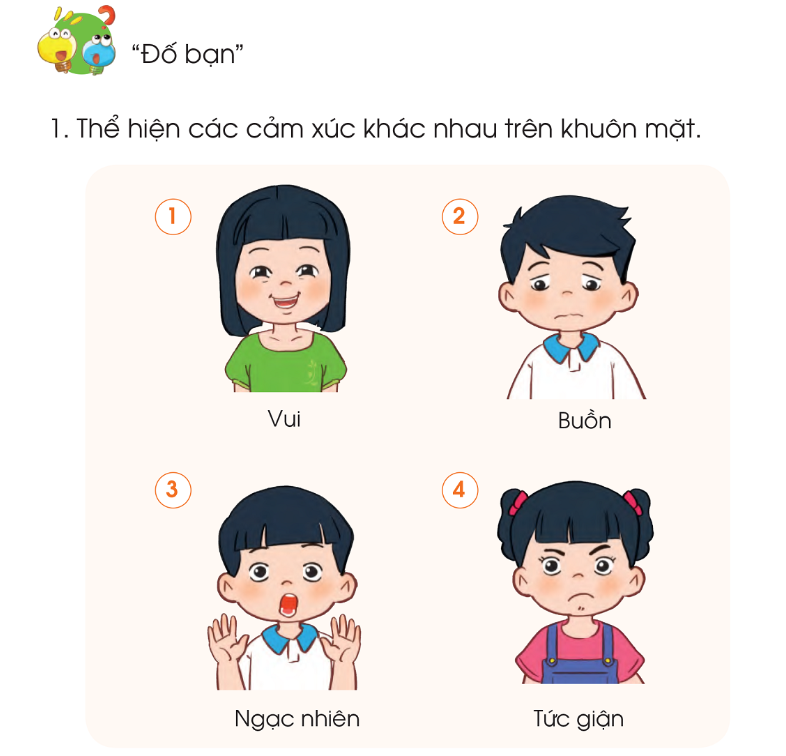 “Đố bạn”
1. Thể hiện các cảm xúc khác nhau trên khuôn mặt.
1
2
Vui
Buồn
3
4
Ngạc nhiên
Tức giận